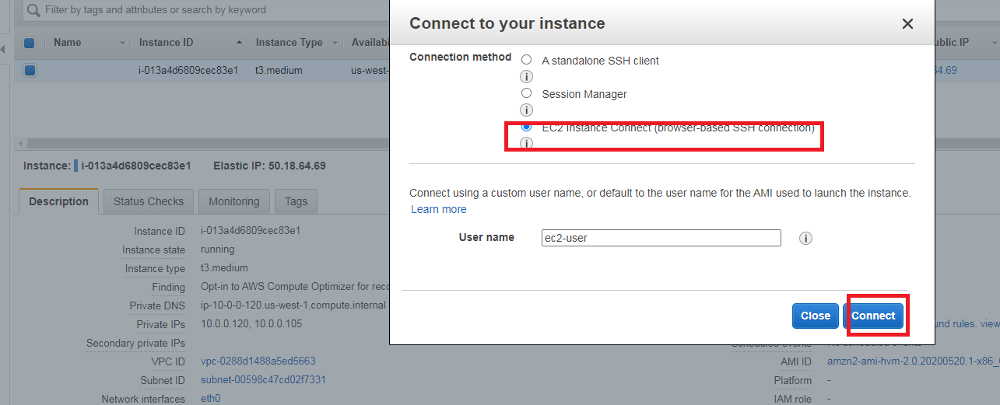 Filter by tags and attributes or search by keyword
Name Instance ID Instance Type Availabi
i-013a4d6809cec83e1 t3.medium us-west-
ublic IP
64.69
Instance: i-013a4d6809cec83e1 Elastic IP: 50.18.64.69
Description Status Checks Monitoring Tags
Instance ID i-013a4d6809cec83e1
Instance state running
Instance type t3.medium
Finding Opt-in to AWS Compute Optimizer for reco
Private DNS ip-10-0-0-120.us-west-1.compute.internal
Private IPs 10.0.0.120, 10.0.0.105
Secondary private IPs
VPC ID vpc-0288d1488a5ed5663
Subnet ID subnet-00598c47cd02f7331
Network interfaces eth0
Connect to your instance
Connection method
A standalone SSH client
Session Manager
EC2 Instance Connect (browser-based SSH connection)
Connect using a custom user name, or default to the user name for the AMI used to launch the instance.
Learn more
User name ec2-user
Close Connect
und rules. view
Scheduled events No scheduled events
AMI ID amzn2-ami-hvm-2.0.20200520.1-x86_
Platform -
IAM role -